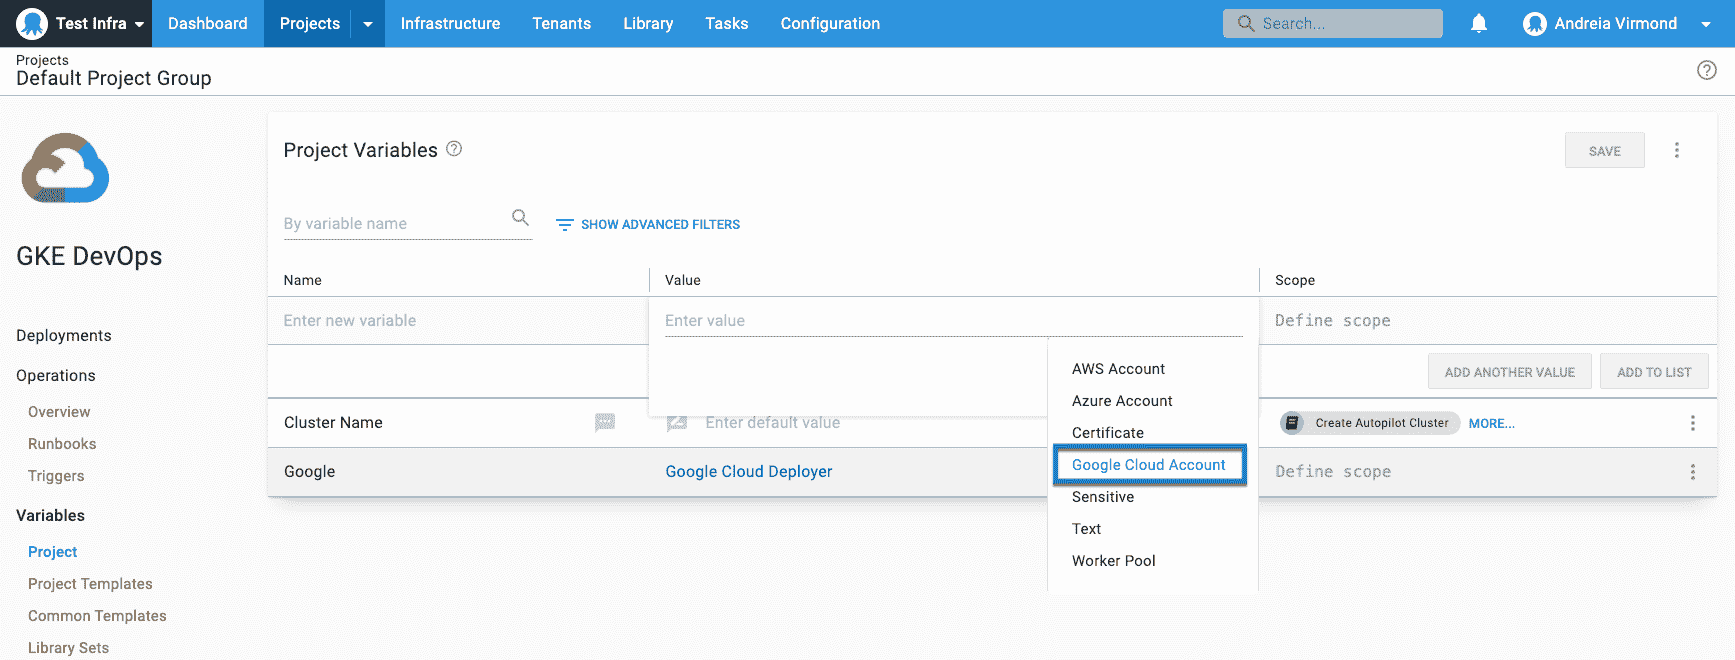 Test Infra Dashboard Projects Infrastructure Tenants Library Tasks Configuration Search... Andreia Virmond
Projects
Default Project Group
GKE DevOps
Deployments
Operations
Overview
Runbooks
Triggers
Variables
Project
Project Templates
Common Templates
Library Sets
Project Variables SAVE
By variable name SHOW ADVANCED FILTERS
Name Value Scope
Enter new variable Enter value Define scope
AWS Account
Azure Account
Certificate
Google Cloud Account
Sensitive
Text
Worker Pool
ADD ANOTHER VALUE ADD TO LIST
Cluster Name Enter default value Create Autopilot Cluster MORE...
Google Google Cloud Deployer Define scope